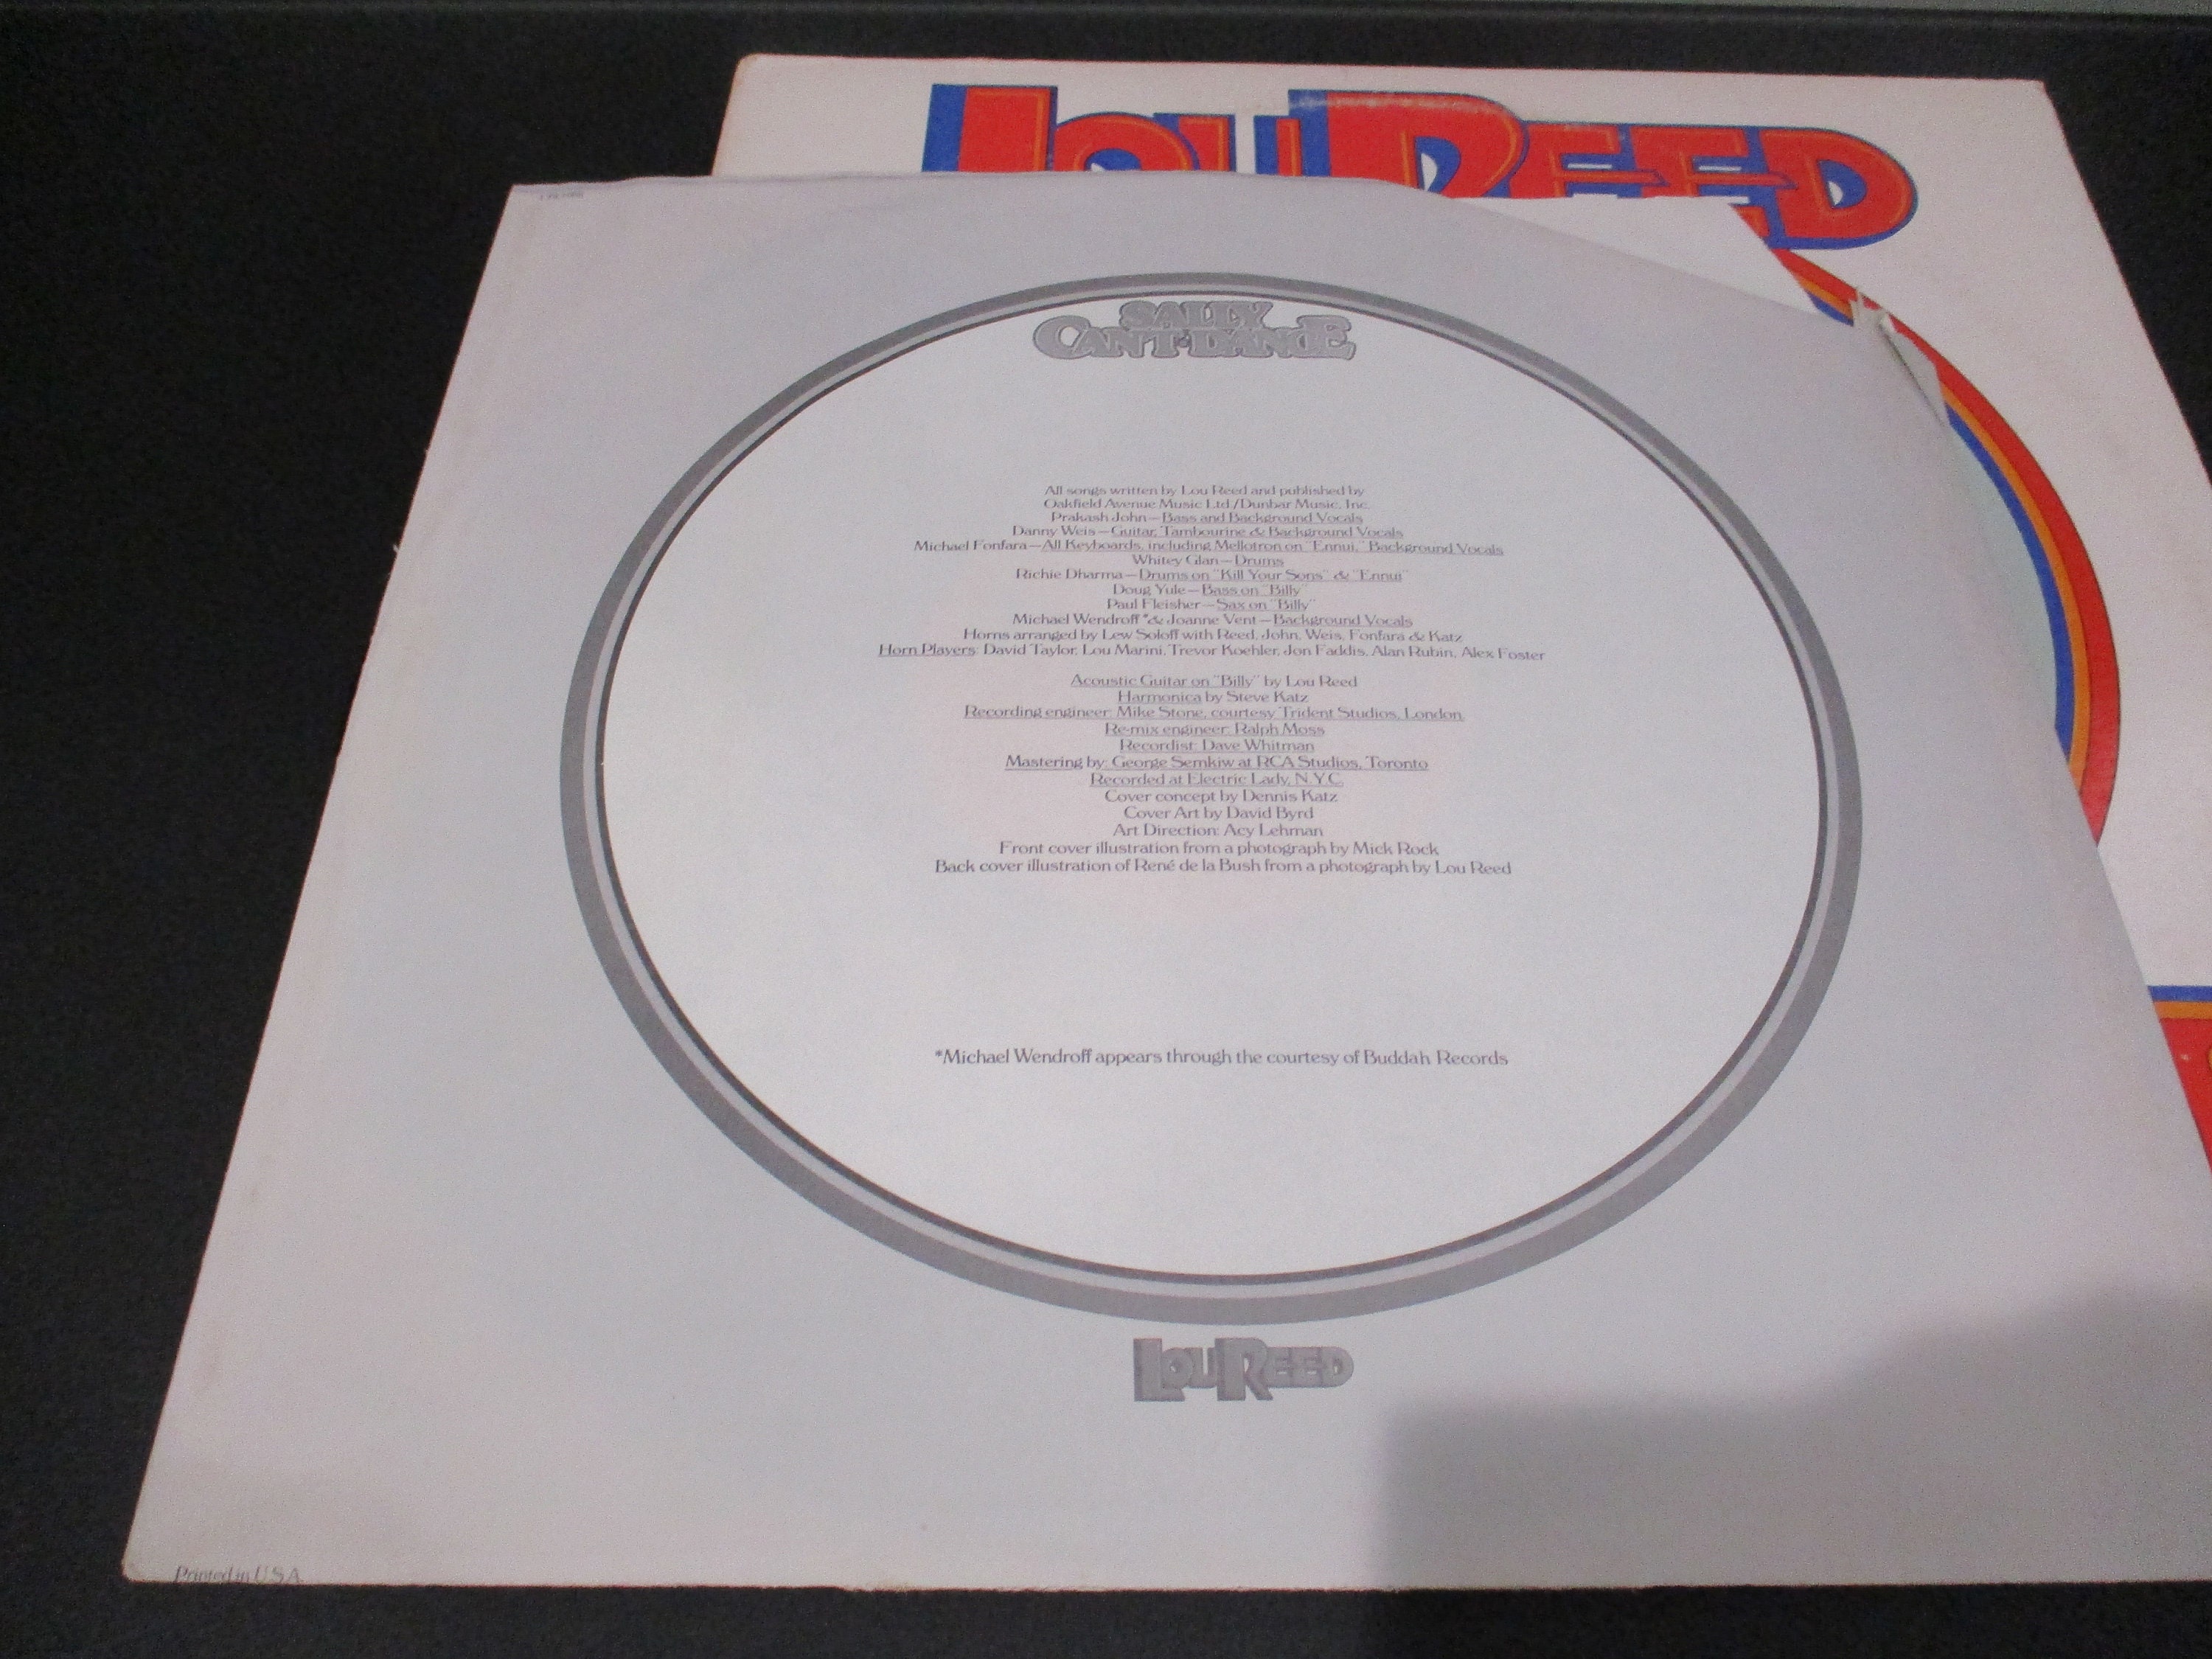 LOU REED
SALLY
CAN'T DANCE
All songs written by Lou Reed and published by
Oakfield Avenue Music Ltd/Dunbar Music, Inc.
Prakash John—Bass and Background Vocals
Danny Weis—Guitar, Tambourine & Background Vocals
Michael Fonfara—All Keyboards, including Mellotron on "Ennui," Background Vocals
Whitey Glan—Drums
Richie Dharma—Drums on "Kill Your Sons" & "Ennui"
Doug Yule—Bass on "Billy"
Paul Fleisher—Sax on "Billy"
Michael Wendroff *& Joanne Vent—Background Vocals
Horns arranged by Lew Soloff with Reed, John, Weis, Fonfara & Katz
Horn Players: David Taylor, Lou Marini, Trevor Koehler, Jon Faddis, Alan Rubin, Alex Foster
Acoustic Guitar on "Billy" by Lou Reed
Harmonica by Steve Katz
Recording engineer: Mike Stone, courtesy Trident Studios, London
Re-mix engineer: Ralph Moss
Recordist: Dave Whitman
Mastering by: George Semkiw at RCA Studios, Toronto
Recorded at Electric Lady, N.Y.C.
Cover concept by Dennis Katz
Cover Art by David Byrd
Art Direction: Acy Lehman
Front cover illustration from a photograph by Mick Rock
Back cover illustration of René de la Bush from a photograph by Lou Reed
*Michael Wendroff appears through the courtesy of Buddah Records
LOU REED
Printed in U.S.A.